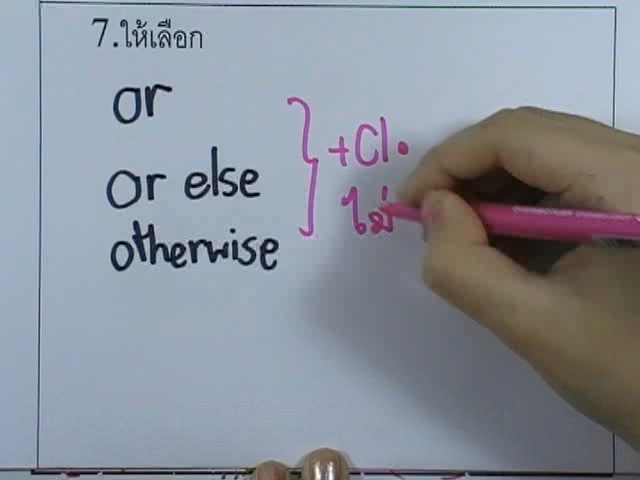 7.ให้เลือก
or
or else
otherwise
+Cl.
ไม่